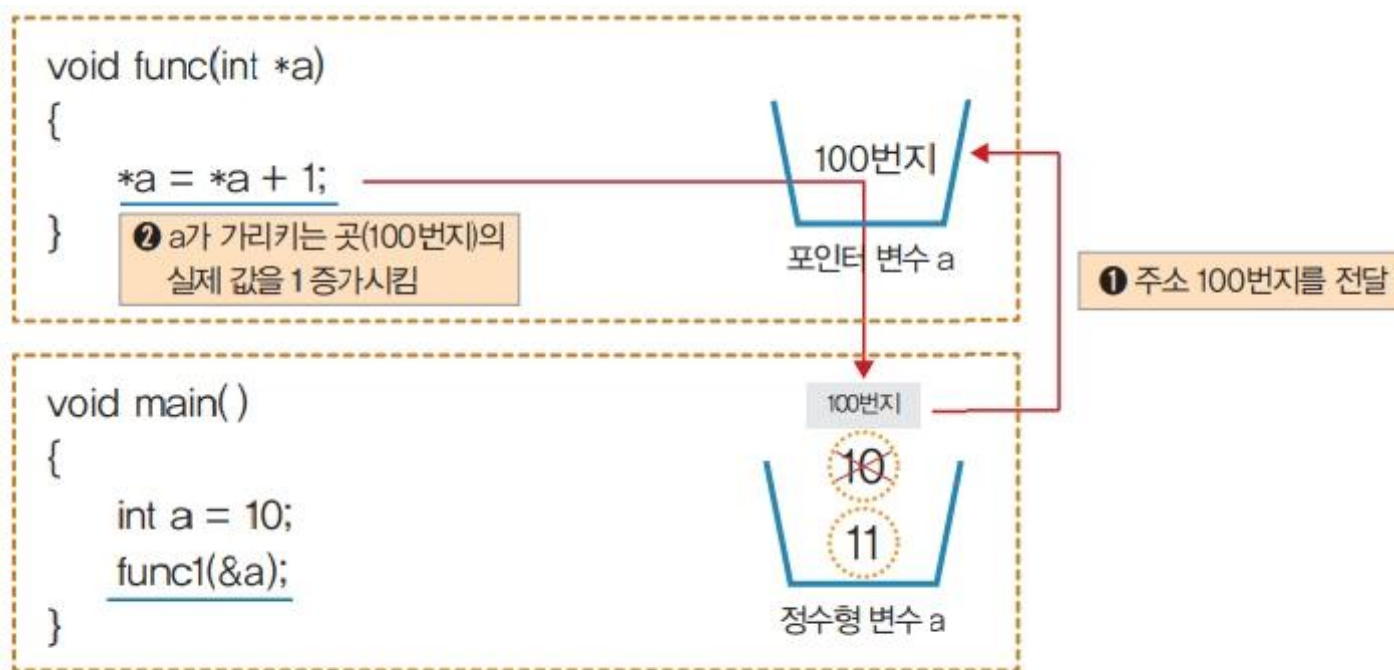 void func(int *a)
{
*a = *a + 1;
}
❷ a가 가리키는 곳(100번지)의
실제 값을 1 증가시킴
100번지
포인터 변수 a
❶ 주소 100번지를 전달
void main( )
{
int a = 10;
func1(&a);
}
100번지
10
11
정수형 변수 a